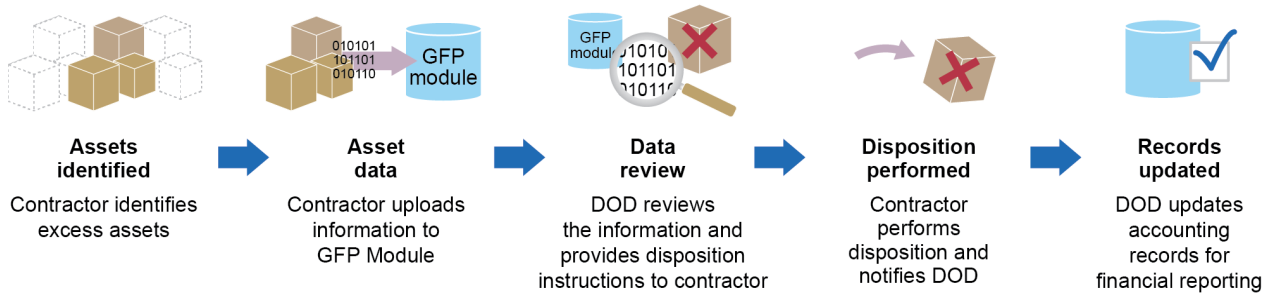 010101
101101
010110
GFP
module
GFP
module
01010
101101
010110
Assets
identified
Contractor identifies
excess assets
Asset
data
Contractor uploads
information to
GFP Module
Data
review
DOD reviews
the information and
provides disposition
instructions to contractor
Disposition
performed
Contractor
performs
disposition and
notifies DOD
Records
updated
DOD updates
accounting
records for
financial reporting